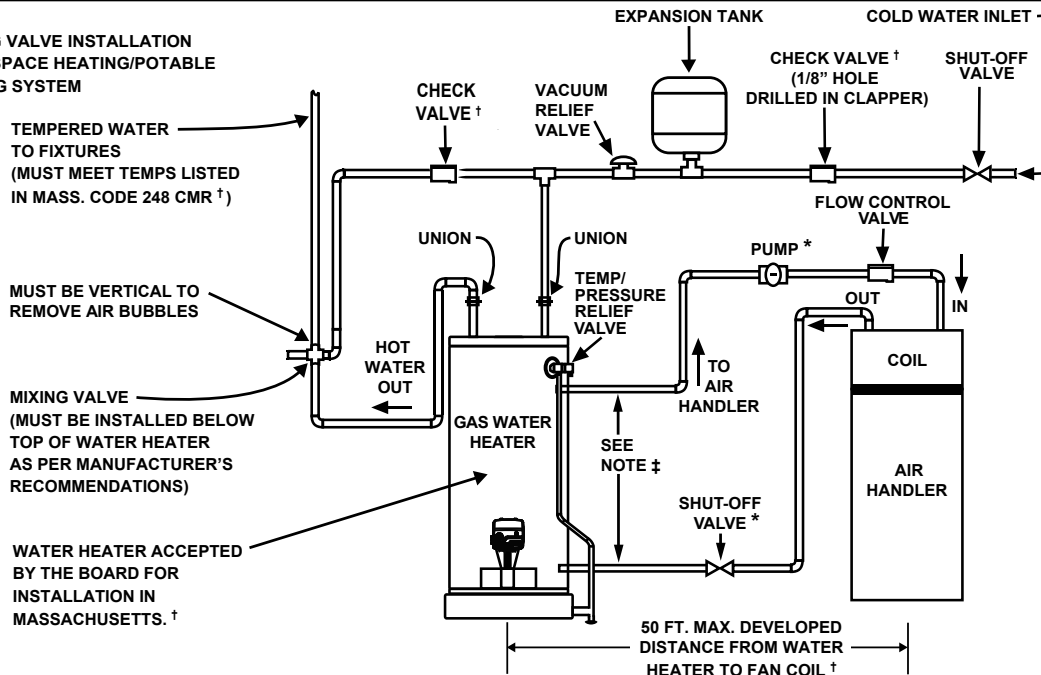 VALVE INSTALLATION
SPACE HEATING/POTABLE
SYSTEM
EXPANSION TANK
COLD WATER INLET
CHECK
VALVE †
VACUUM
RELIEF
VALVE
CHECK VALVE †
(1/8” HOLE
DRILLED IN CLAPPER)
SHUT-OFF
VALVE
TEMPERED WATER
TO FIXTURES
(MUST MEET TEMPS LISTED
IN MASS. CODE 248 CMR † )
FLOW CONTROL
VALVE
UNION
UNION
PUMP *
TEMP/
PRESSURE
RELIEF
VALVE
OUT
IN
MUST BE VERTICAL TO
REMOVE AIR BUBBLES
HOT
WATER
OUT
TO
AIR
HANDLER
COIL
MIXING VALVE
(MUST BE INSTALLED BELOW
TOP OF WATER HEATER
AS PER MANUFACTURER’S
RECOMMENDATIONS)
GAS WATER
HEATER
SEE
NOTE ‡
AIR
HANDLER
SHUT-OFF
VALVE *
WATER HEATER ACCEPTED
BY THE BOARD FOR
INSTALLATION IN
MASSACHUSETTS. †
50 FT. MAX. DEVELOPED
DISTANCE FROM WATER
HEATER TO FAN COIL †